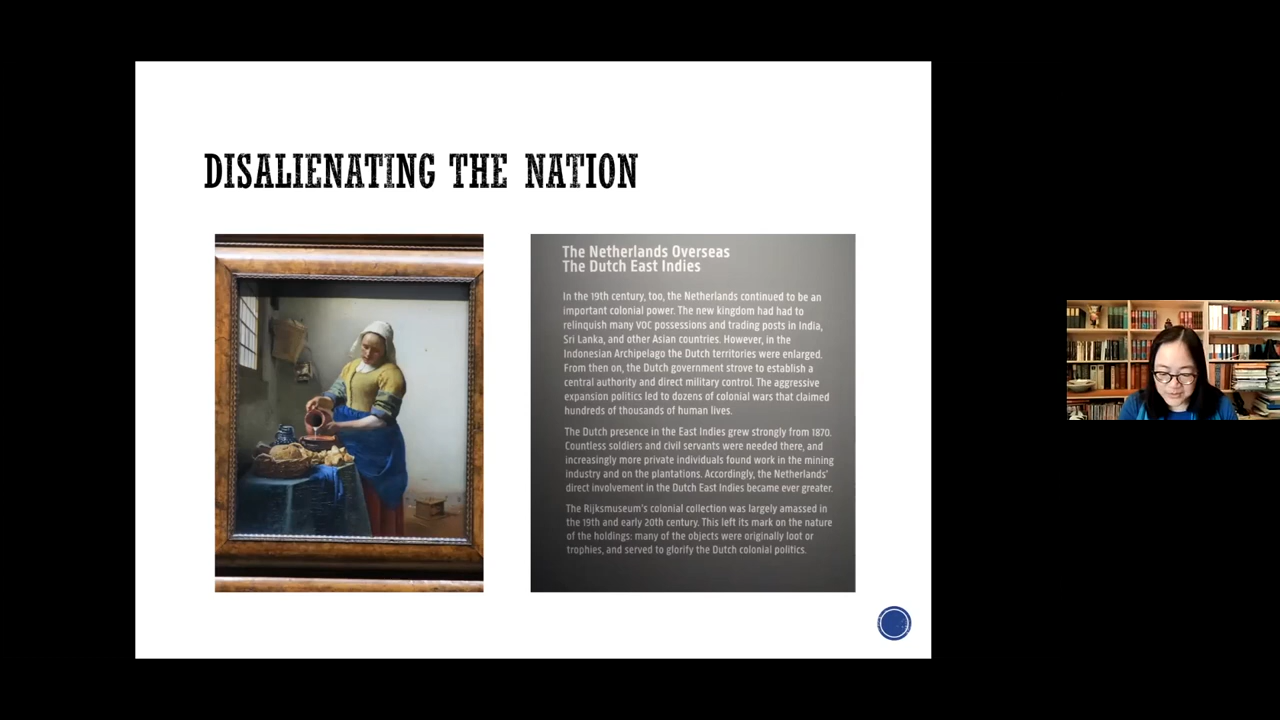 DISALIENATING THE NATION
The Netherlands Overseas
The Dutch East Indies
In the 19th century, too, the Netherlands continued to be an
important colonial power. The new kingdom had had to
relinquish many VOC possessions and trading posts in India,
Sri Lanka, and other Asian countries. However, in the
Indonesian Archipelago the Dutch territories were enlarged.
From then on, the Dutch government strove to establish a
central authority and direct military control. The aggressive
expansion politics led to dozens of colonial wars that claimed
hundreds of thousands of human lives.
The Dutch presence in the East Indies grew strongly from 1870.
Countless soldiers and civil servants were needed there, and
increasingly more private individuals found work in the mining
industry and on the plantations. Accordingly, the Netherlands'
direct involvement in the Dutch East Indies became ever greater.
The Rijksmuseum's colonial collection was largely amassed in
the 19th and early 20th century. This left its mark on the nature
of the holdings: many of the objects were originally loot or
trophies, and served to glorify the Dutch colonial politics.